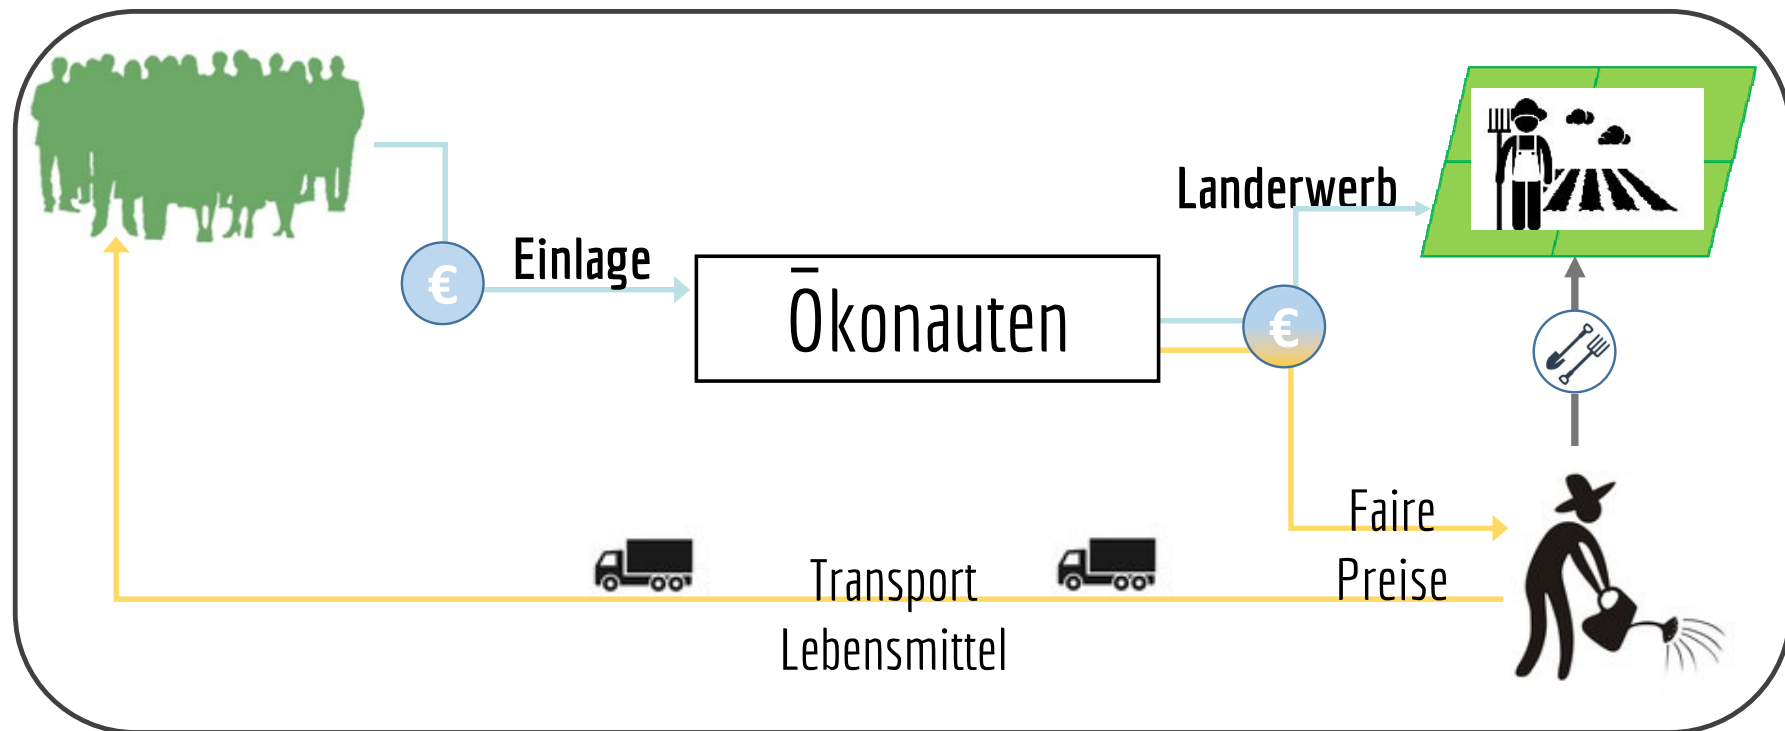 Landerwerb
€
Einlage
Ōkonauten
€
Faire
Preise
Transport
Lebensmittel